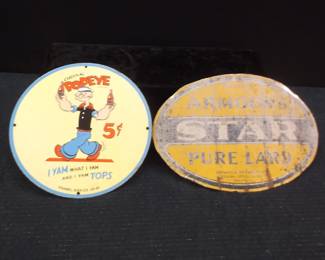 POPEYE
5¢
I YAM WHAT I YAM
AND I YAM TOPS
ARMOUR'S
STAR
PURE LARD